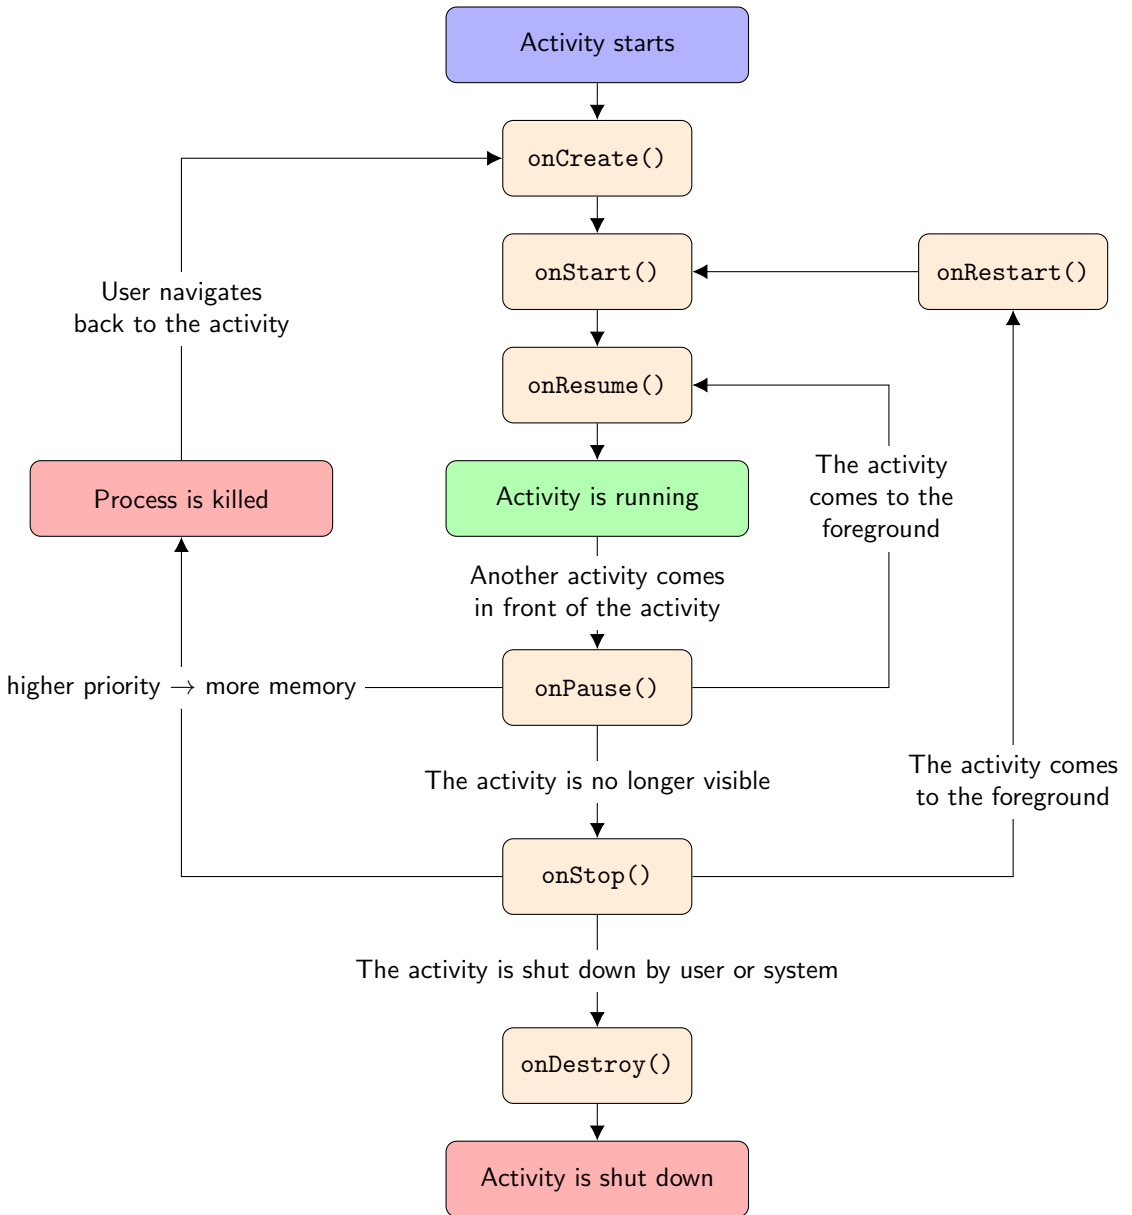 Activity starts
onCreate()
User navigates
back to the activity
onStart()
onRestart()
onResume()
Process is killed
Activity is running
The activity
comes to the
foreground
Another activity comes
in front of the activity
higher priority → more memory
onPause()
The activity is no longer visible
The activity comes
to the foreground
onStop()
The activity is shut down by user or system
onDestroy()
Activity is shut down